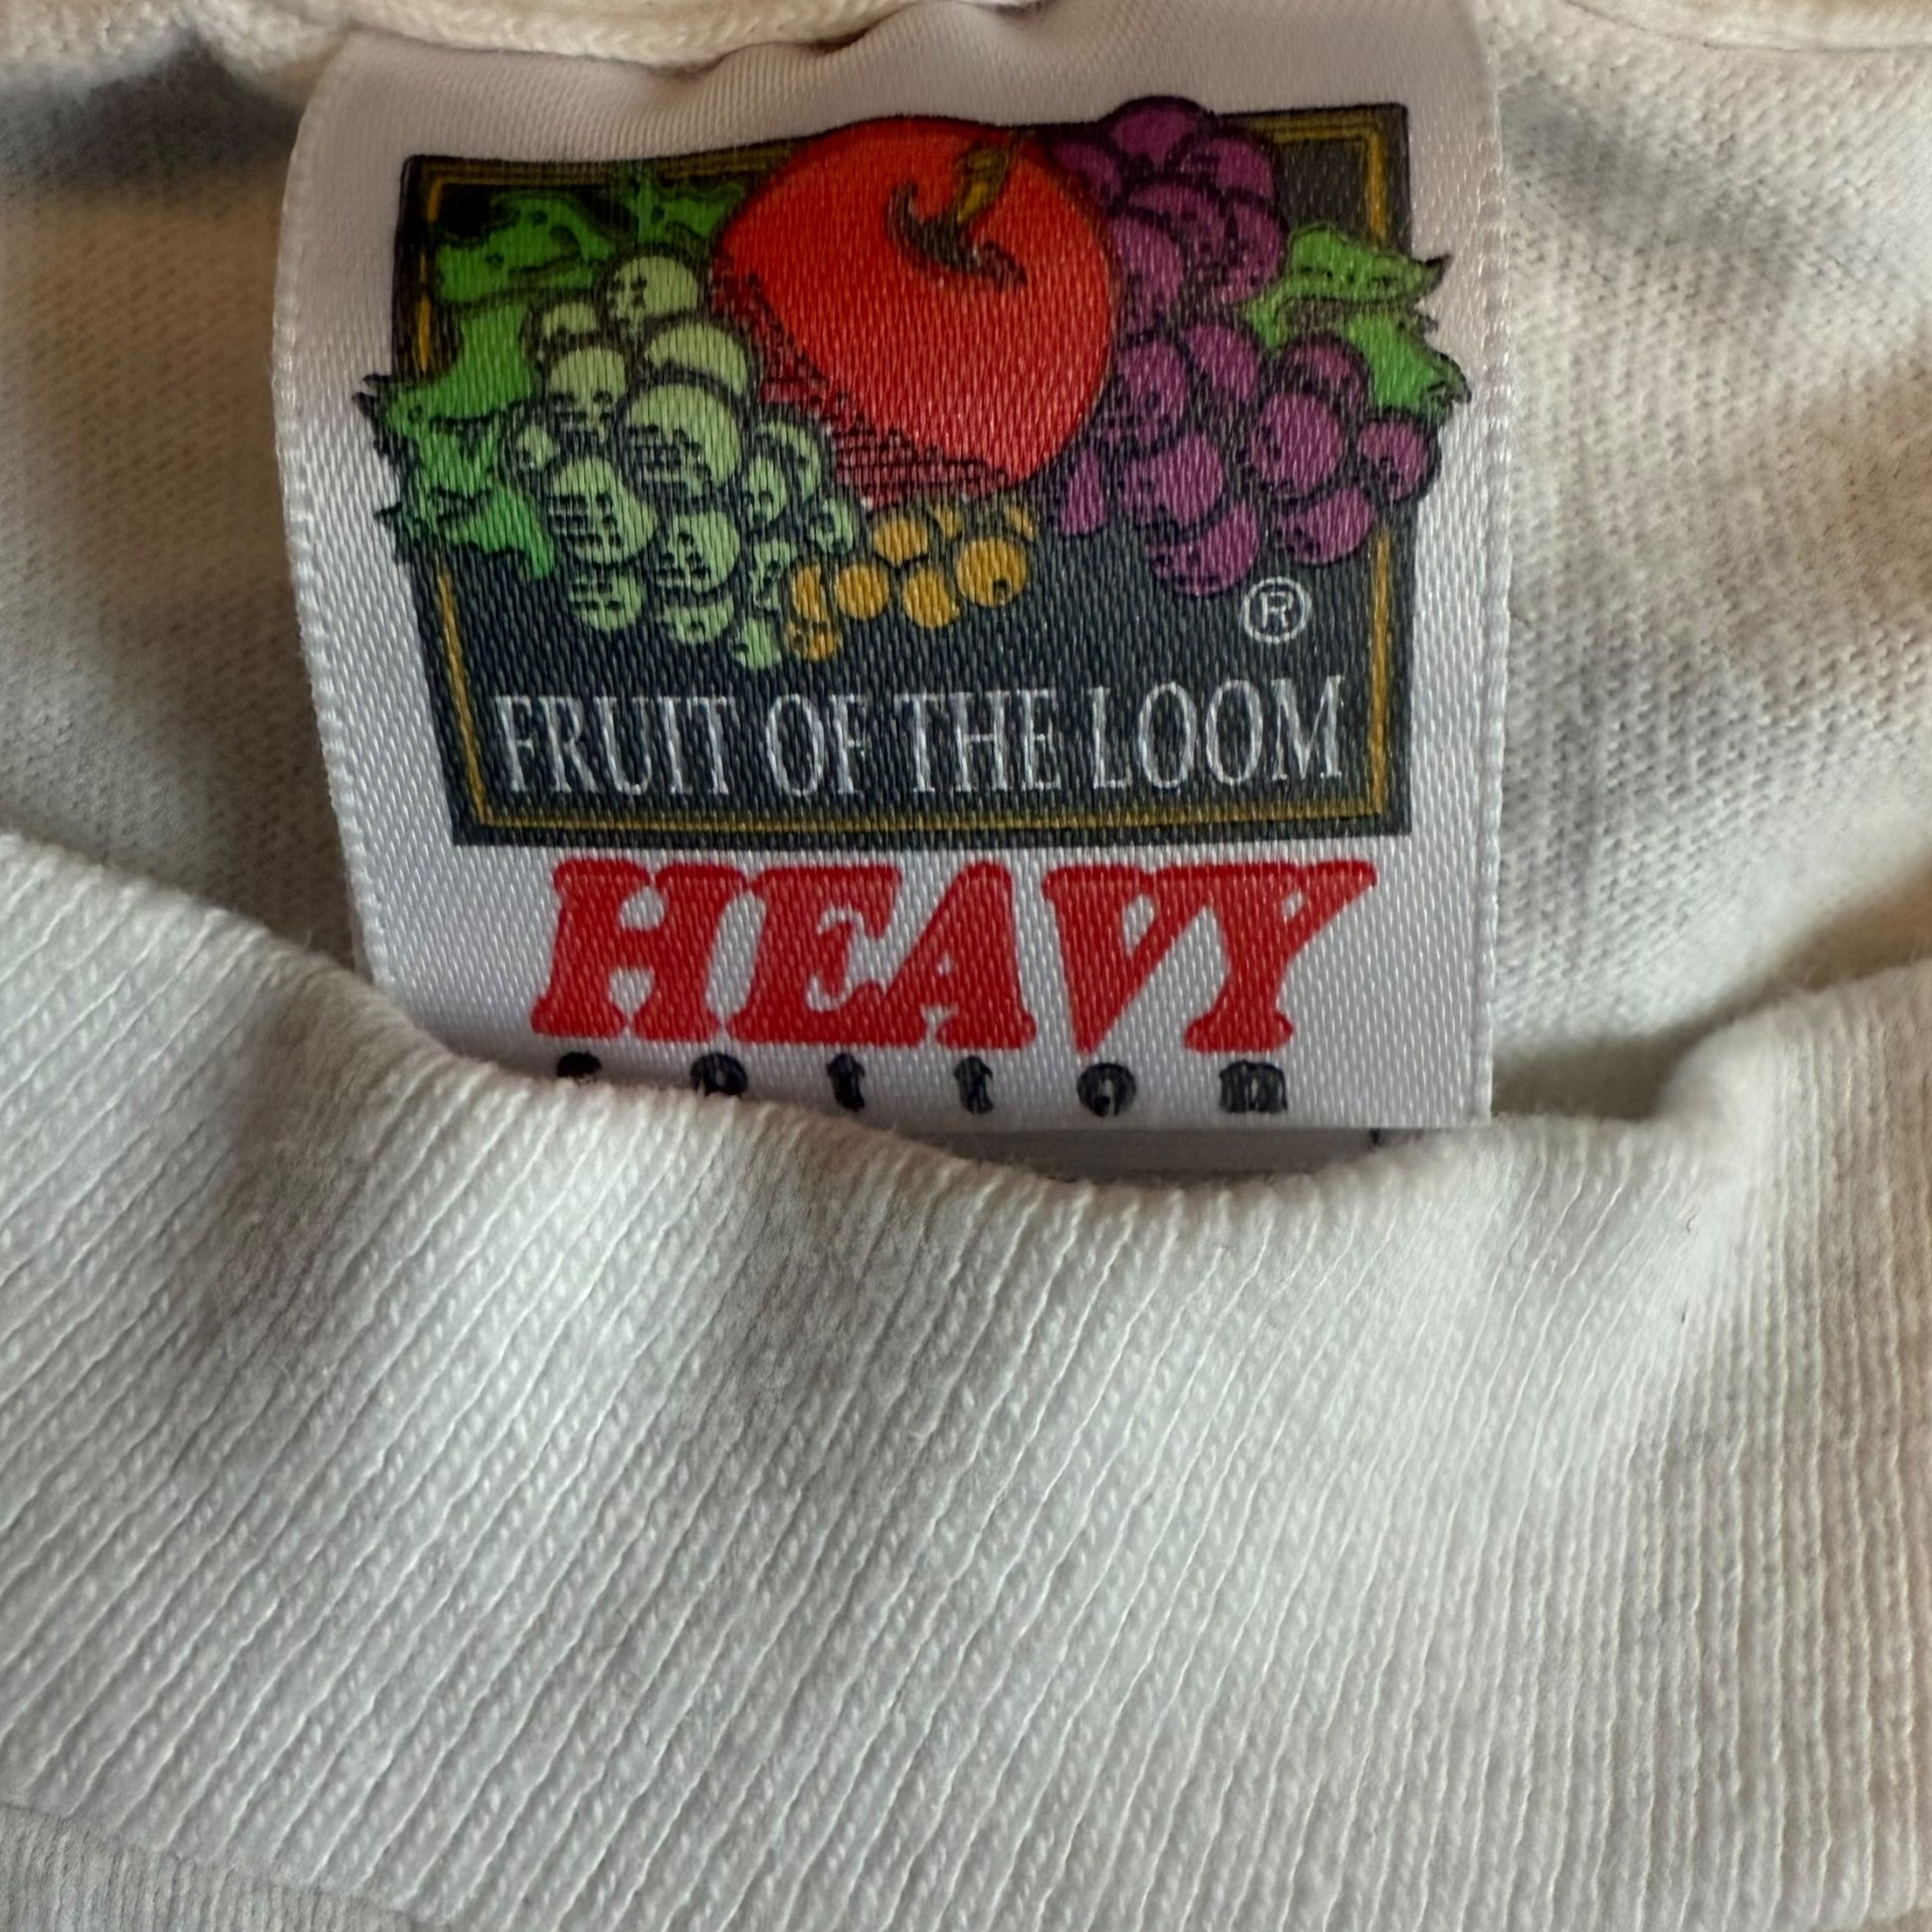 ®
FRUIT OF THE LOOM
HEAVY
cotton